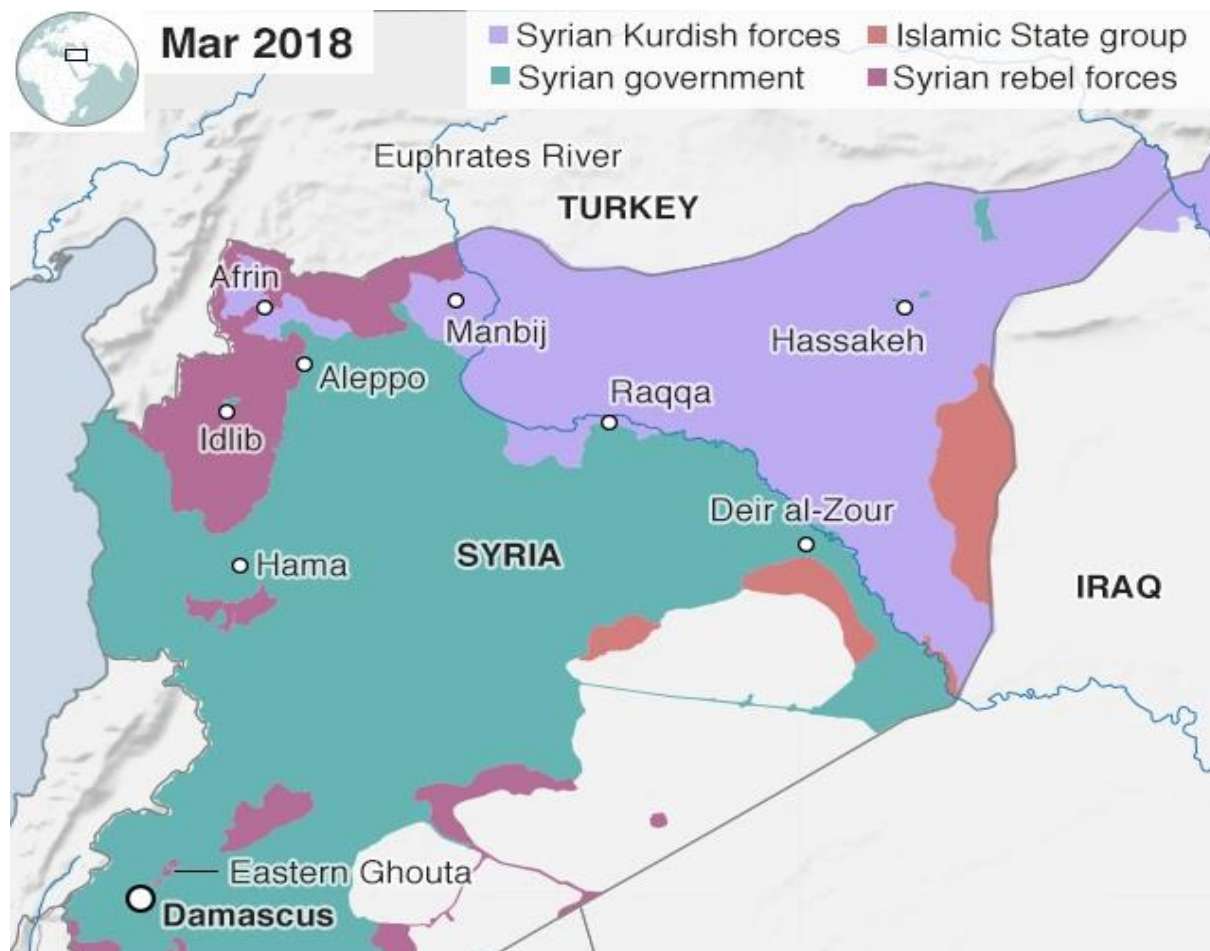 Mar 2018
Syrian Kurdish forces
Islamic State group
Syrian government
Syrian rebel forces
Euphrates River
TURKEY
Afrin
Manbij
Hassakeh
Aleppo
Raqqa
Idlib
Deir al-Zour
Hama
SYRIA
IRAQ
Eastern Ghouta
Damascus